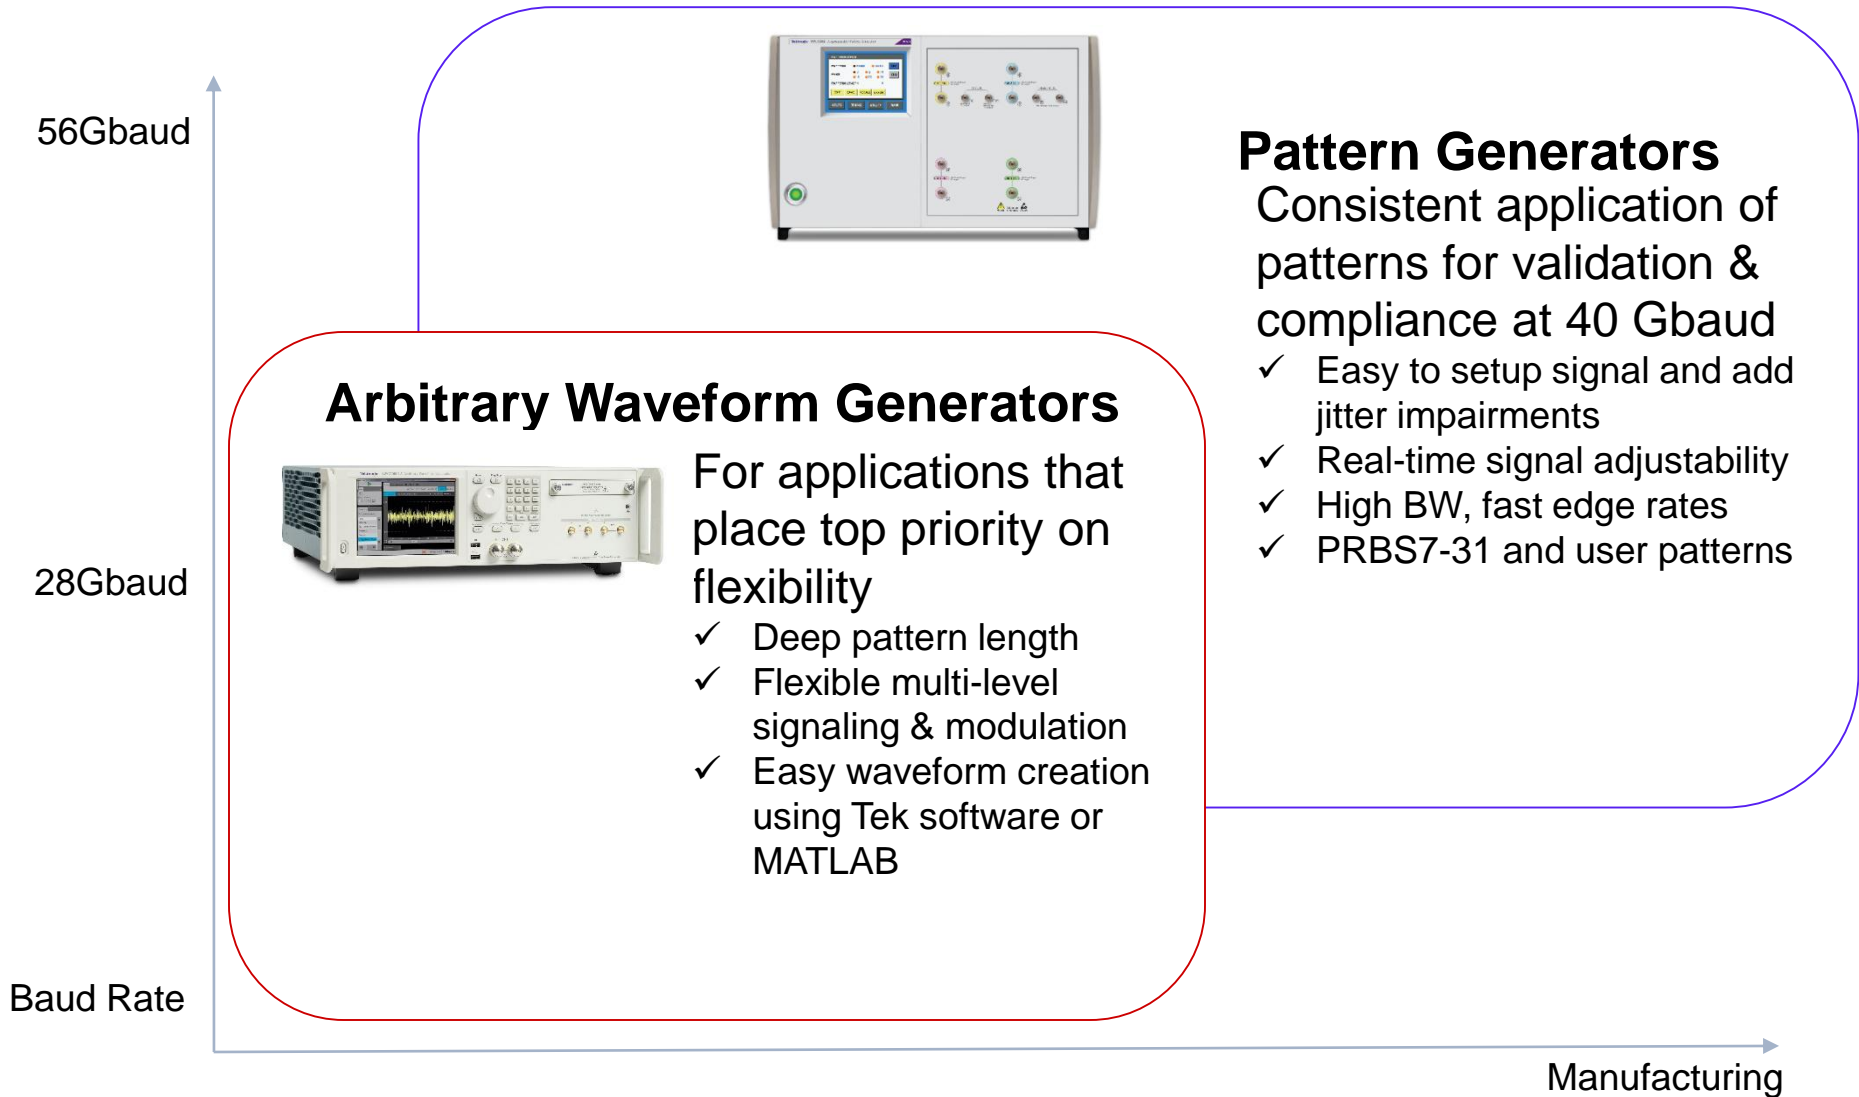 56Gbaud
Pattern Generators
Consistent application of
patterns for validation &
compliance at 40 Gbaud
✓ Easy to setup signal and add
jitter impairments
✓ Real-time signal adjustability
✓ High BW, fast edge rates
✓ PRBS7-31 and user patterns
Arbitrary Waveform Generators
For applications that
place top priority on
flexibility
28Gbaud
✓ Deep pattern length
✓ Flexible multi-level
signaling & modulation
✓ Easy waveform creation
using Tek software or
MATLAB
Baud Rate
Manufacturing